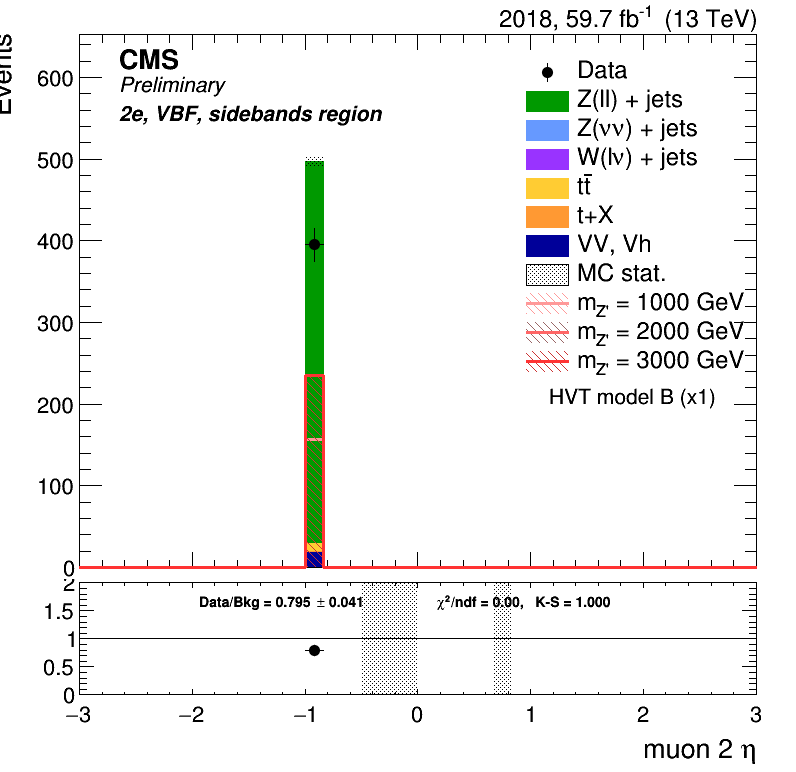 2018, 59.7 fb-1 (13 TeV)
Events
CMS
Preliminary
2e, VBF, sidebands region
Data
Z(ll) + jets
Z(νν) + jets
W(lν) + jets
tt̄
t+X
VV, Vh
MC stat.
mZ' = 1000 GeV
mZ' = 2000 GeV
mZ' = 3000 GeV
HVT model B (x1)
600
500
400
300
200
100
0
Data/Bkg = 0.795 ± 0.041
χ²/ndf = 0.00, K-S = 1.000
2
1.5
1
0.5
0
−3 −2 −1 0 1 2 3
muon 2 η